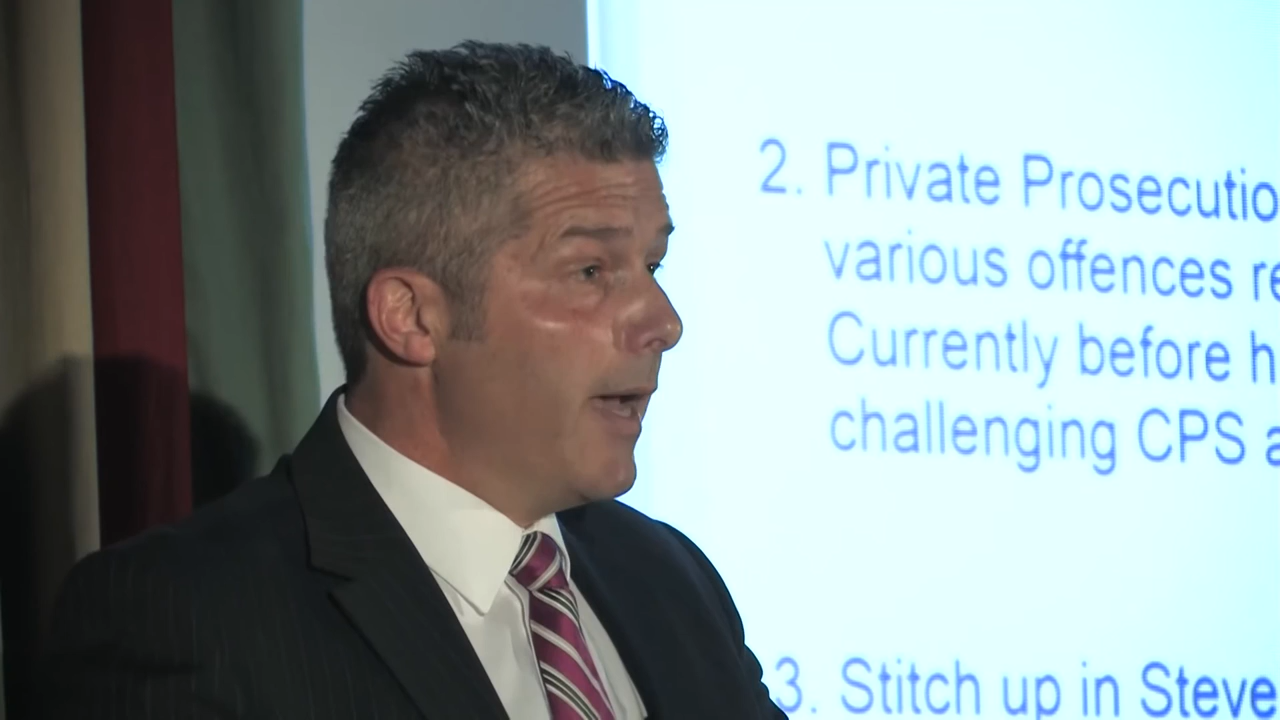 2. Private Prosecutio
various offences re
Currently before h
challenging CPS a
3. Stitch up in Steve